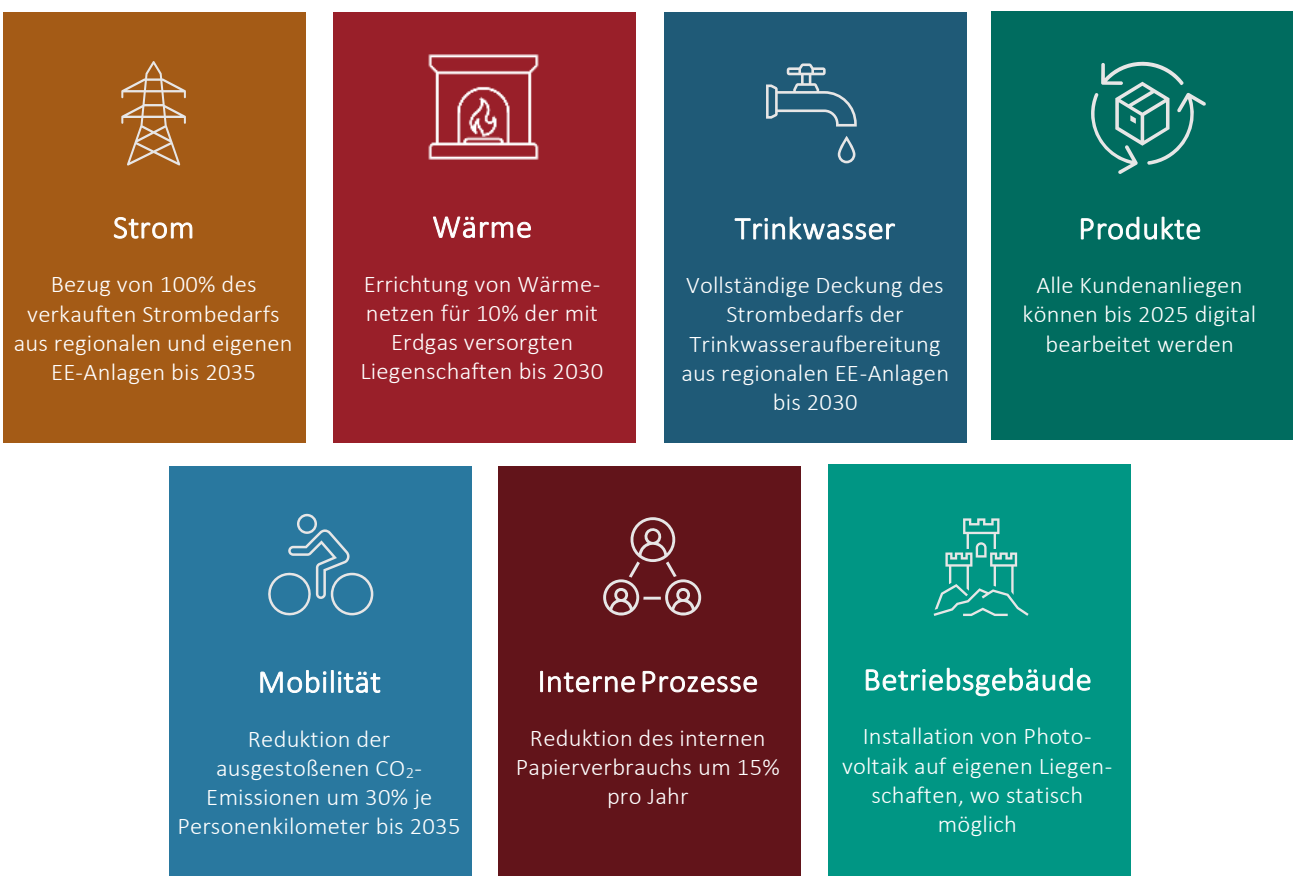 Strom
Bezug von 100% des
verkauften Strombedarfs
aus regionalen und eigenen
EE-Anlagen bis 2035
Wärme
Errichtung von Wärme-
netzen für 10% der mit
Erdgas versorgten
Liegenschaften bis 2030
Trinkwasser
Vollständige Deckung des
Strombedarfs der
Trinkwasseraufbereitung
aus regionalen EE-Anlagen
bis 2030
Produkte
Alle Kundenanliegen
können bis 2025 digital
bearbeitet werden
Mobilität
Reduktion der
ausgestoßenen CO₂-
Emissionen um 30% je
Personenkilometer bis 2035
Interne Prozesse
Reduktion des internen
Papierverbrauchs um 15%
pro Jahr
Betriebsgebäude
Installation von Photo-
voltaik auf eigenen Liegen-
schaften, wo statisch
möglich